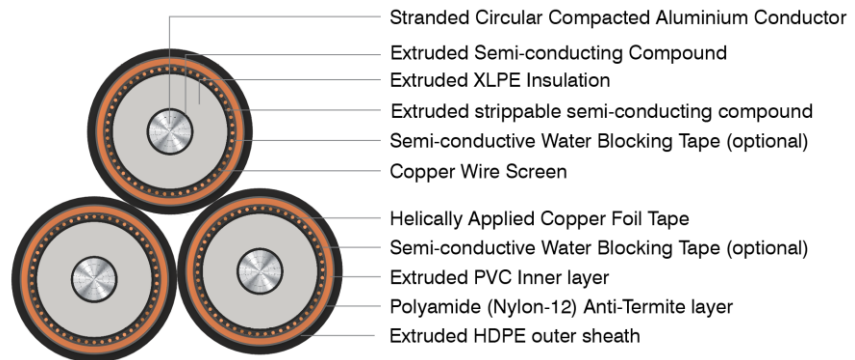 Stranded Circular Compacted Aluminium Conductor
Extruded Semi-conducting Compound
Extruded XLPE Insulation
Extruded strippable semi-conducting compound
Semi-conductive Water Blocking Tape (optional)
Copper Wire Screen
Helically Applied Copper Foil Tape
Semi-conductive Water Blocking Tape (optional)
Extruded PVC Inner layer
Polyamide (Nylon-12) Anti-Termite layer
Extruded HDPE outer sheath